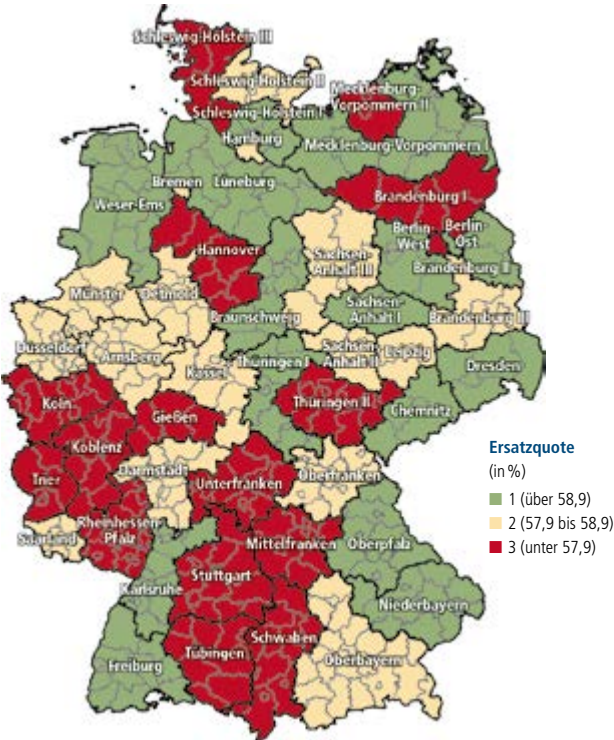 Schleswig-Holstein III
Schleswig-Holstein II
Mecklenburg-
Vorpommern II
Schleswig-Holstein I
Hamburg
Mecklenburg-Vorpommern I
Bremen
Lüneburg
Weser-Ems
Brandenburg I
Hannover
Berlin-
West
Berlin-
Ost
Sachsen-
Anhalt III
Brandenburg II
Münster
Detmold
Sachsen-
Anhalt I
Braunschweig
Brandenburg III
Düsseldorf
Arnsberg
Kassel
Thüringen I
Sachsen-
Anhalt II
Leipzig
Dresden
Köln
Gießen
Thüringen II
Chemnitz
Koblenz
Trier
Darmstadt
Unterfranken
Oberfranken
Saarland
Rheinhessen-
Pfalz
Mittelfranken
Oberpfalz
Karlsruhe
Stuttgart
Niederbayern
Schwaben
Tübingen
Freiburg
Oberbayern
Ersatzquote
(in %)
1 (über 58,9)
2 (57,9 bis 58,9)
3 (unter 57,9)